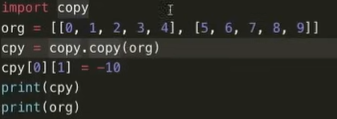 import copy
org = [[0, 1, 2, 3, 4], [5, 6, 7, 8, 9]]
cpy = copy.copy(org)
cpy[0][1] = -10
print(cpy)
print(org)